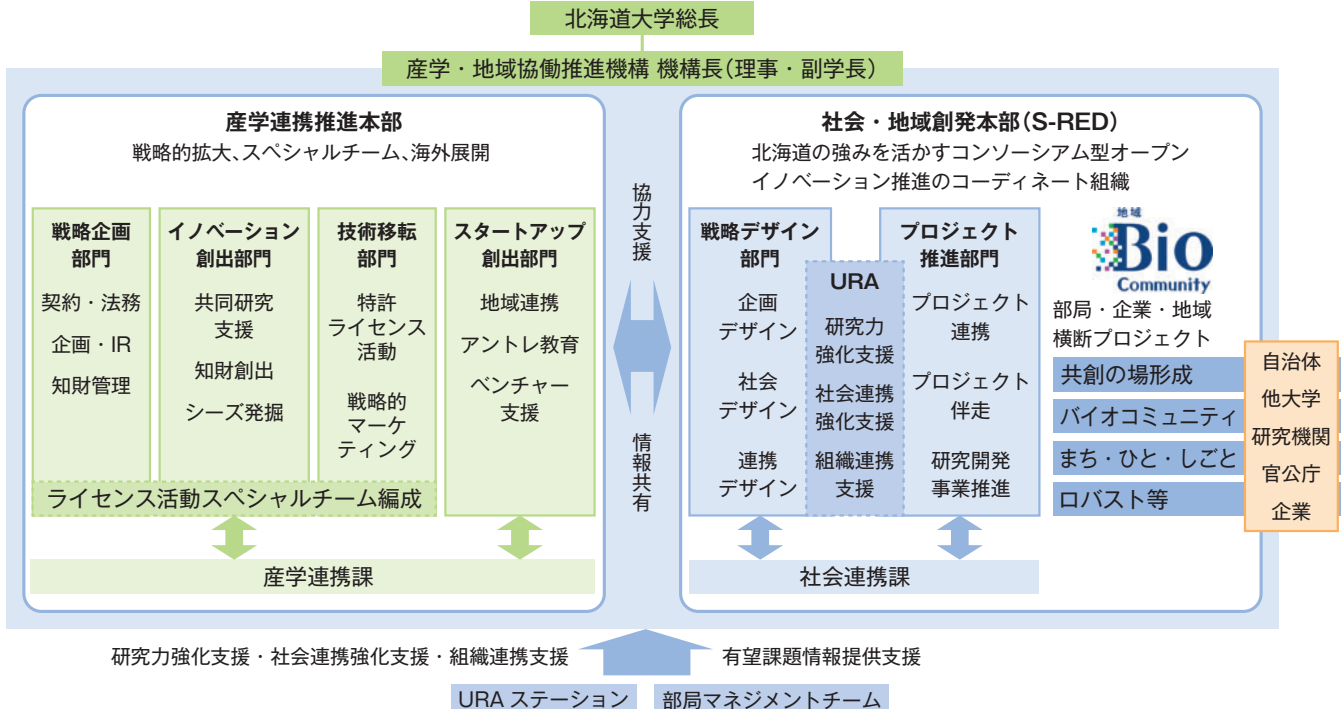 北海道大学総長
産学・地域協働推進機構 機構長(理事・副学長)
産学連携推進本部
戦略的拡大、スペシャルチーム、海外展開
戦略企画
部門
契約・法務
企画・IR
知財管理
イノベーション
創出部門
共同研究
支援
知財創出
シーズ発掘
技術移転
部門
特許
ライセンス
活動
戦略的
マーケ
ティング
スタートアップ
創出部門
地域連携
アントレ教育
ベンチャー
支援
ライセンス活動スペシャルチーム編成
産学連携課
協力支援
情報共有
社会・地域創発本部(S-RED)
北海道の強みを活かすコンソーシアム型オープン
イノベーション推進のコーディネート組織
戦略デザイン
部門
企画
デザイン
社会
デザイン
連携
デザイン
URA
研究力
強化支援
社会連携
強化支援
組織連携
支援
プロジェクト
推進部門
プロジェクト
連携
プロジェクト
伴走
研究開発
事業推進
社会連携課
地域
Bio
Community
部局・企業・地域
横断プロジェクト
共創の場形成
バイオコミュニティ
まち・ひと・しごと
ロバスト等
自治体
他大学
研究機関
官公庁
企業
研究力強化支援・社会連携強化支援・組織連携支援
有望課題情報提供支援
URA ステーション
部局マネジメントチーム